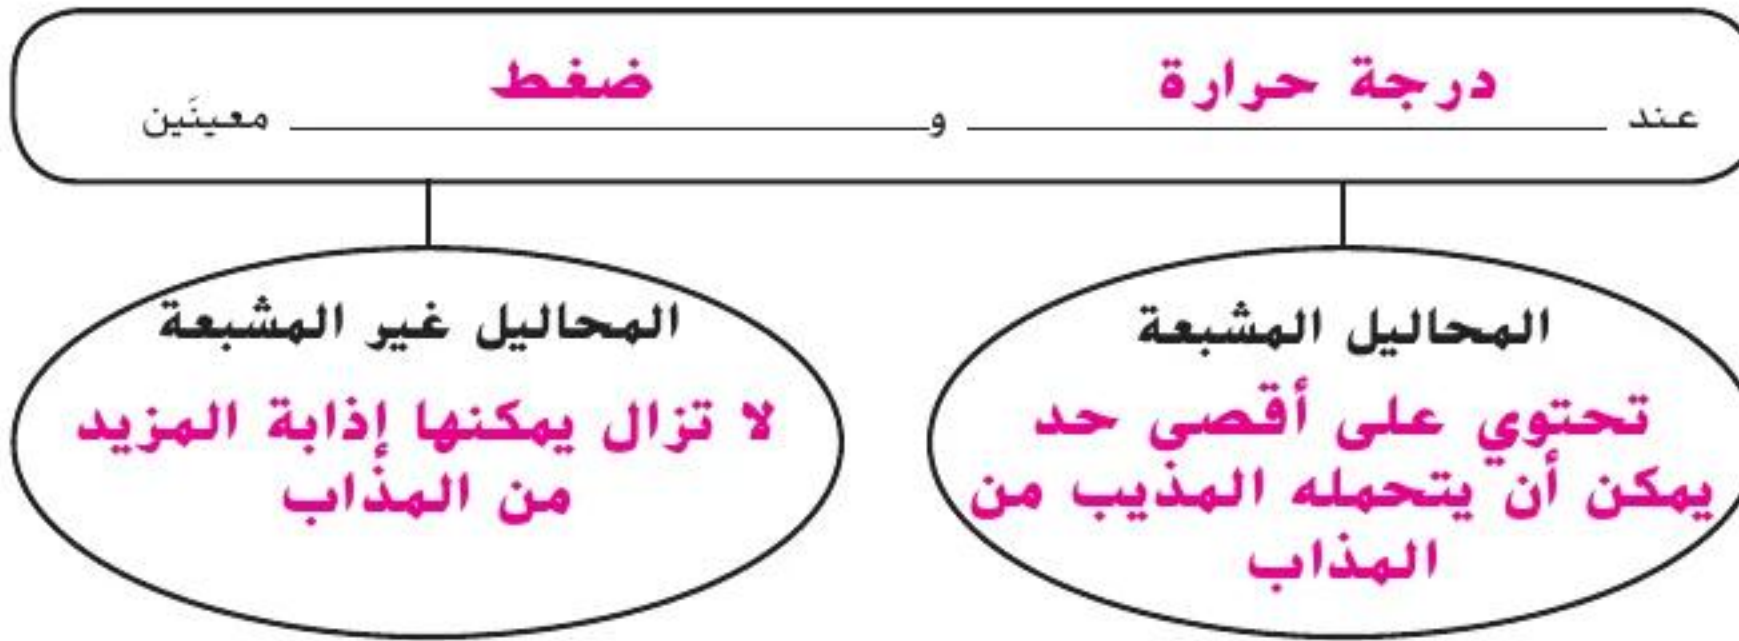 عند درجة حرارة و ضغط معينَين
المحاليل المشبعة
تحتوي على أقصى حد
يمكن أن يتحمله المذيب من
المذاب
المحاليل غير المشبعة
لا تزال يمكنها إذابة المزيد
من المذاب